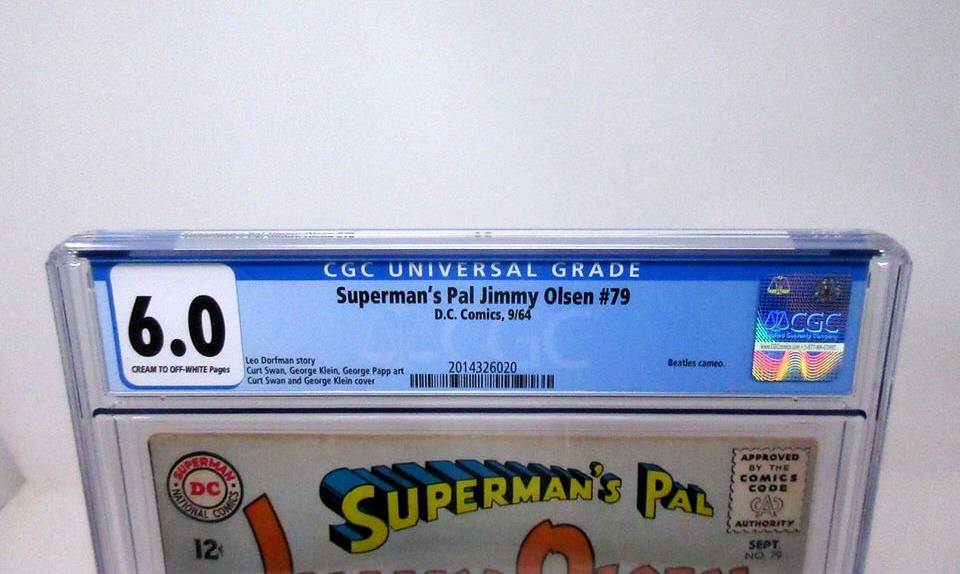 CGC UNIVERSAL GRADE
6.0
CREAM TO OFF-WHITE Pages
Superman's Pal Jimmy Olsen #79
D.C. Comics, 9/64
Leo Dorfman story
Curt Swan, George Klein, George Papp art
Curt Swan and George Klein cover
2014326020
Beatles cameo.
CGC
SUPERMAN
DC
NATIONAL COMICS
12¢
SUPERMAN'S PAL
APPROVED
BY THE
COMICS
CODE
AUTHORITY
SEPT.
NO. 79